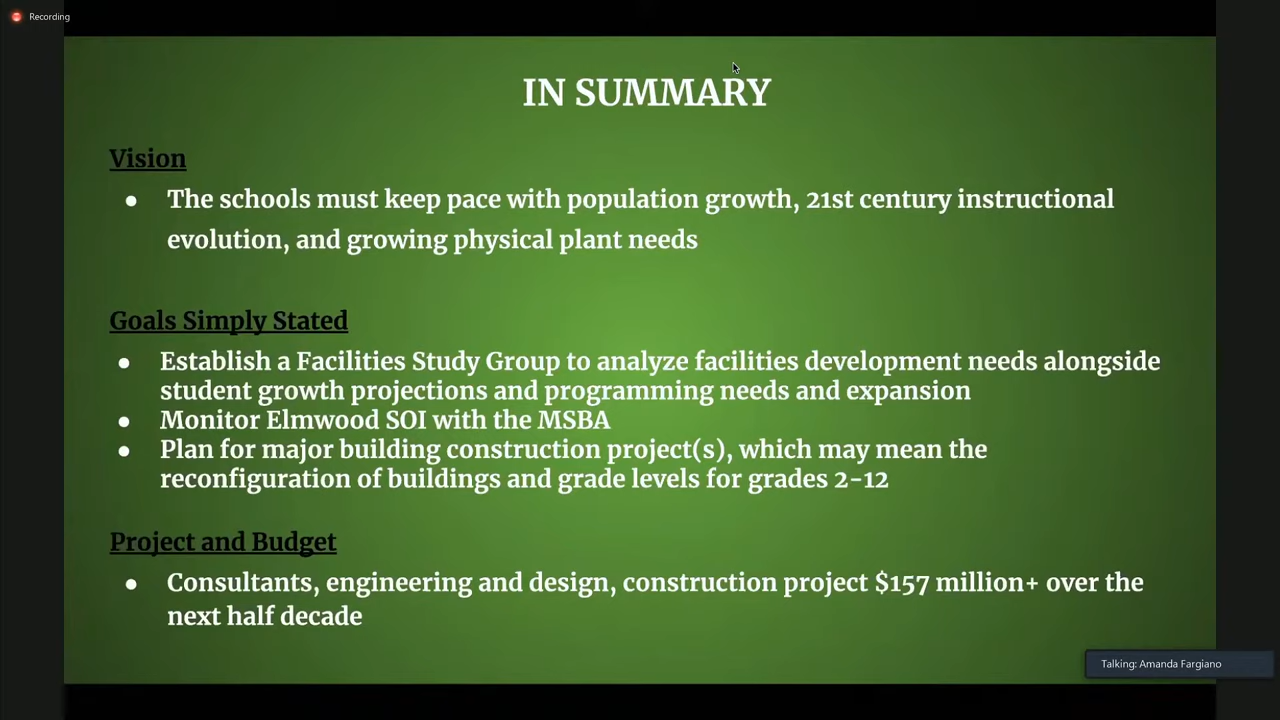 Recording
IN SUMMARY
Vision
● The schools must keep pace with population growth, 21st century instructional
evolution, and growing physical plant needs
Goals Simply Stated
● Establish a Facilities Study Group to analyze facilities development needs alongside
student growth projections and programming needs and expansion
● Monitor Elmwood SOI with the MSBA
● Plan for major building construction project(s), which may mean the
reconfiguration of buildings and grade levels for grades 2-12
Project and Budget
● Consultants, engineering and design, construction project $157 million+ over the
next half decade
Talking: Amanda Fargiano